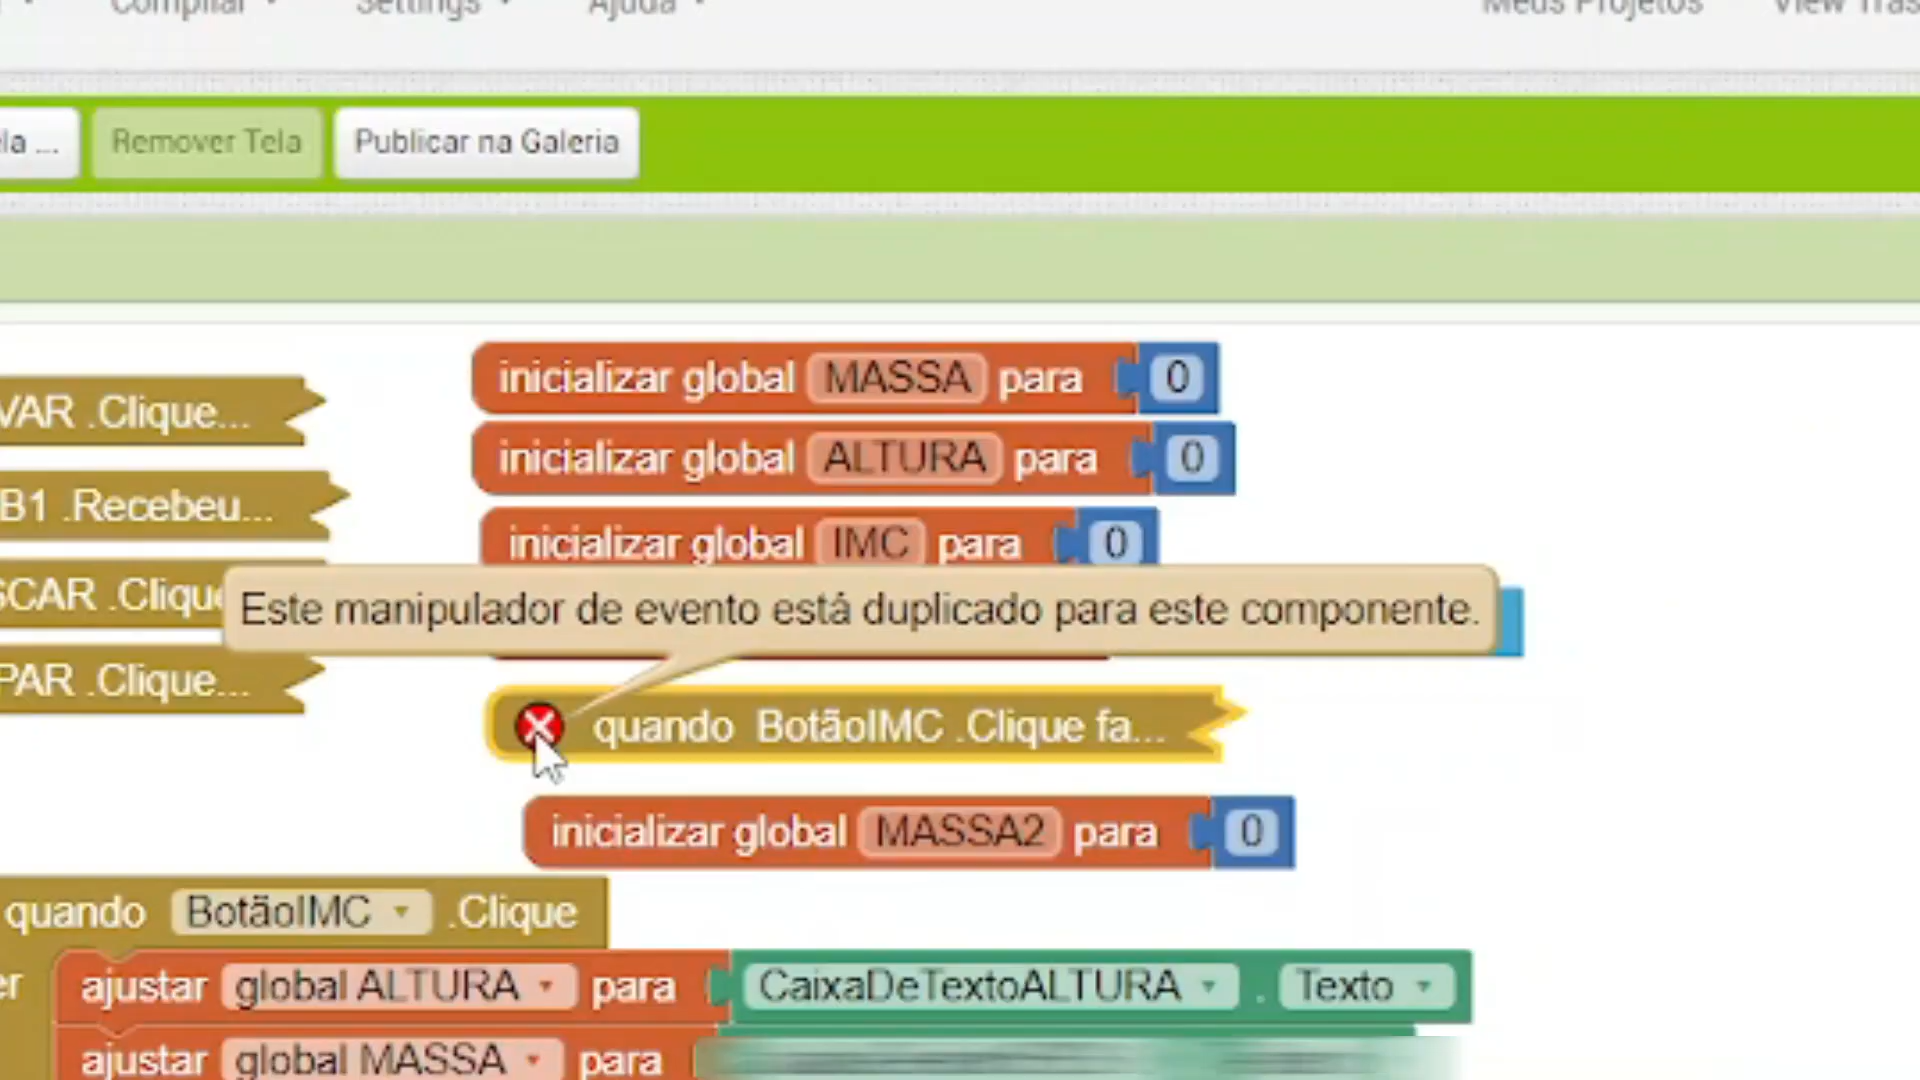 Compilar Settings Ajuda Meus Projetos View
ela ... Remover Tela Publicar na Galeria
inicializar global MASSA para 0
VAR .Clique...
inicializar global ALTURA para 0
B1 .Recebeu...
inicializar global IMC para 0
SCAR .Clique
Este manipulador de evento está duplicado para este componente.
PAR .Clique...
quando BotãoIMC .Clique fa...
inicializar global MASSA2 para 0
quando BotãoIMC .Clique
er ajustar global ALTURA para CaixaDeTextoALTURA . Texto
ajustar global MASSA para